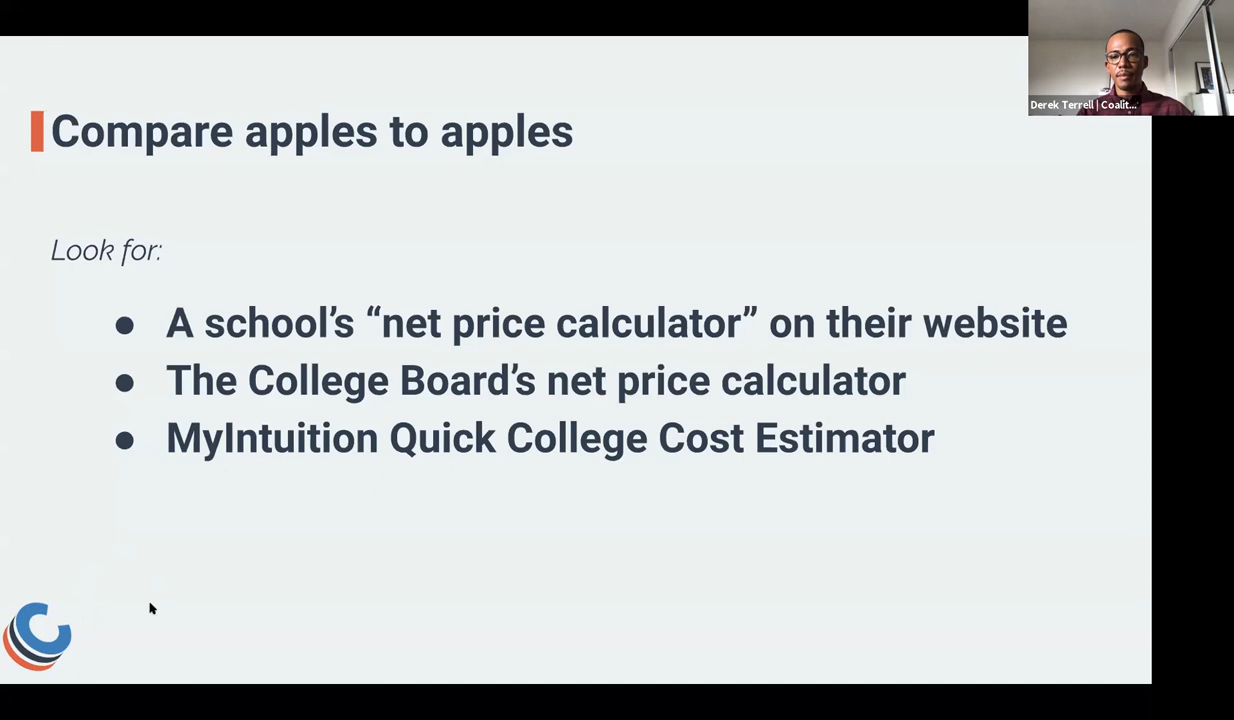 Derek Terrell | Coalit...
Compare apples to apples
Look for:
● A school’s “net price calculator” on their website
● The College Board’s net price calculator
● MyIntuition Quick College Cost Estimator